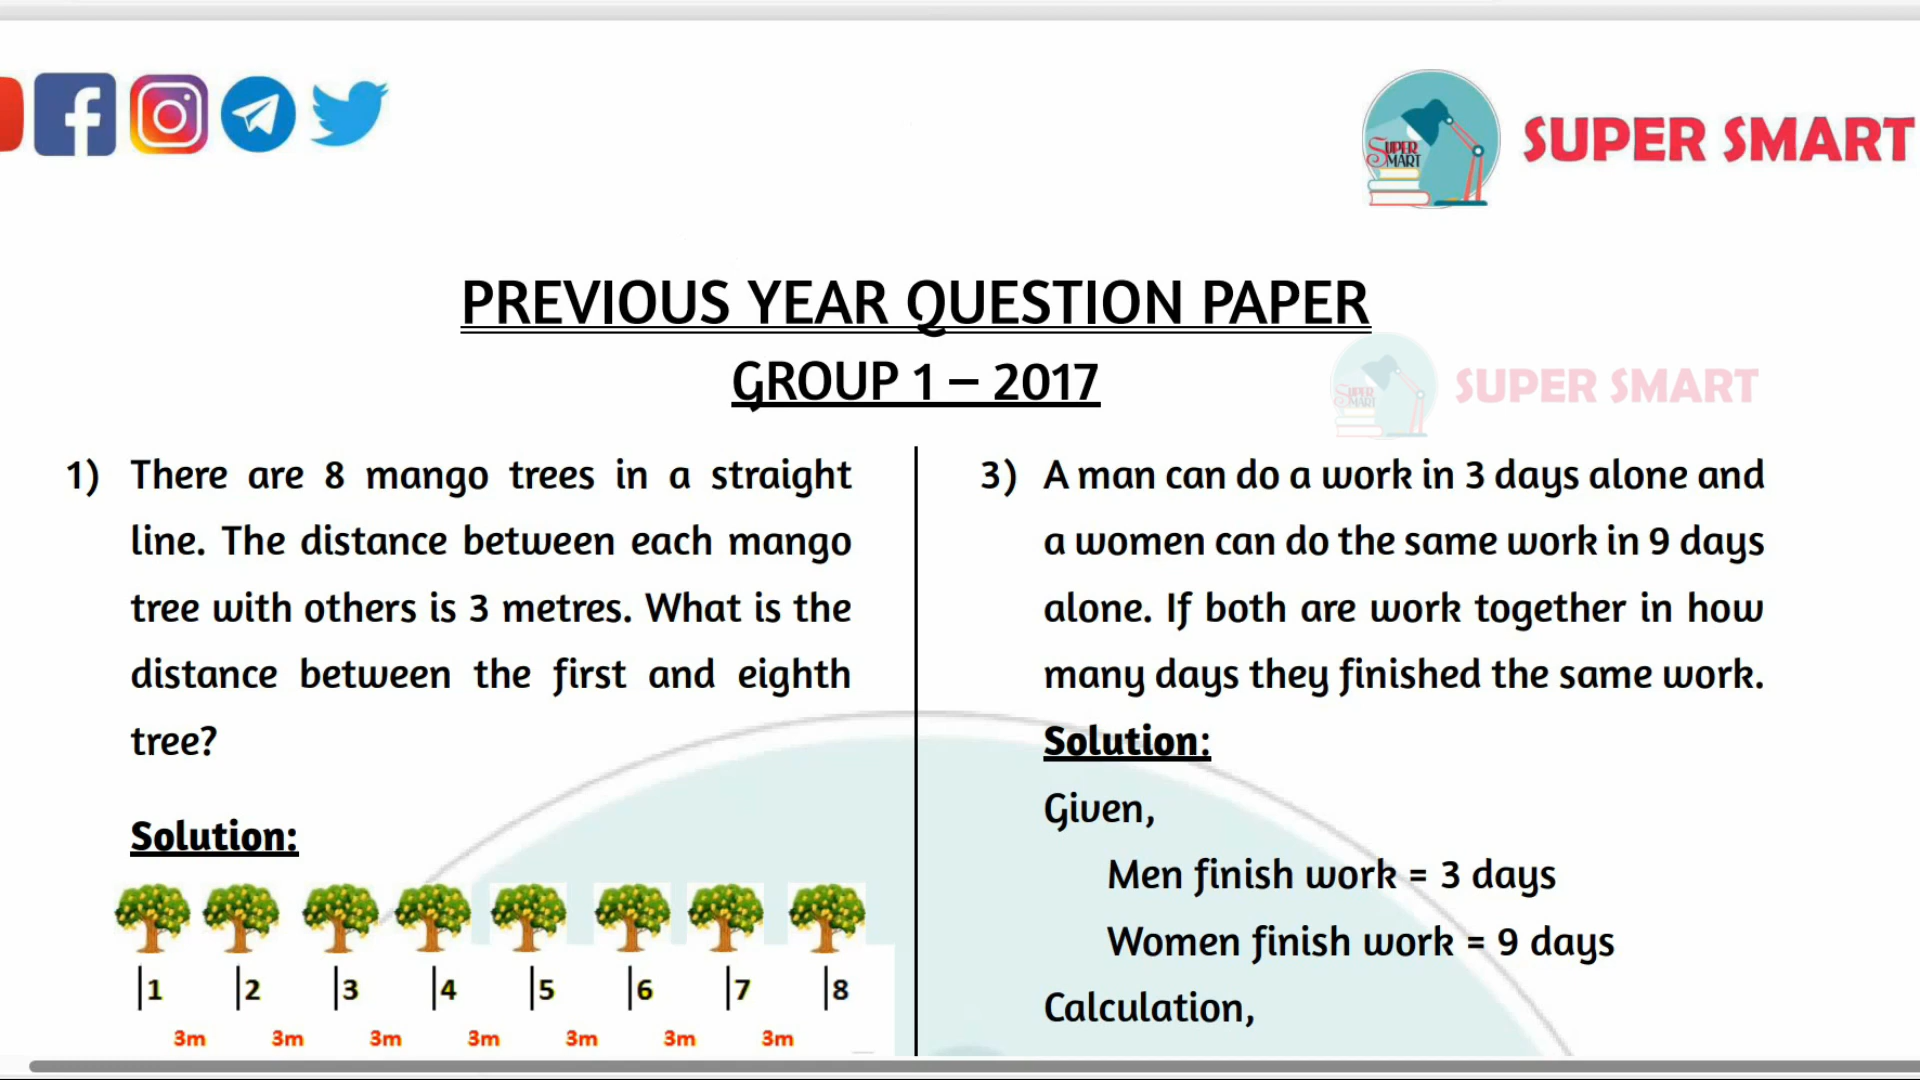 SUPER
MART
SUPER SMART
PREVIOUS YEAR QUESTION PAPER
GROUP 1 – 2017
SUPER
MART
SUPER SMART
1) There are 8 mango trees in a straight
line. The distance between each mango
tree with others is 3 metres. What is the
distance between the first and eighth
tree?
Solution:
|1 |2 |3 |4 |5 |6 |7 |8
3m 3m 3m 3m 3m 3m 3m
3) A man can do a work in 3 days alone and
a women can do the same work in 9 days
alone. If both are work together in how
many days they finished the same work.
Solution:
Given,
Men finish work = 3 days
Women finish work = 9 days
Calculation,